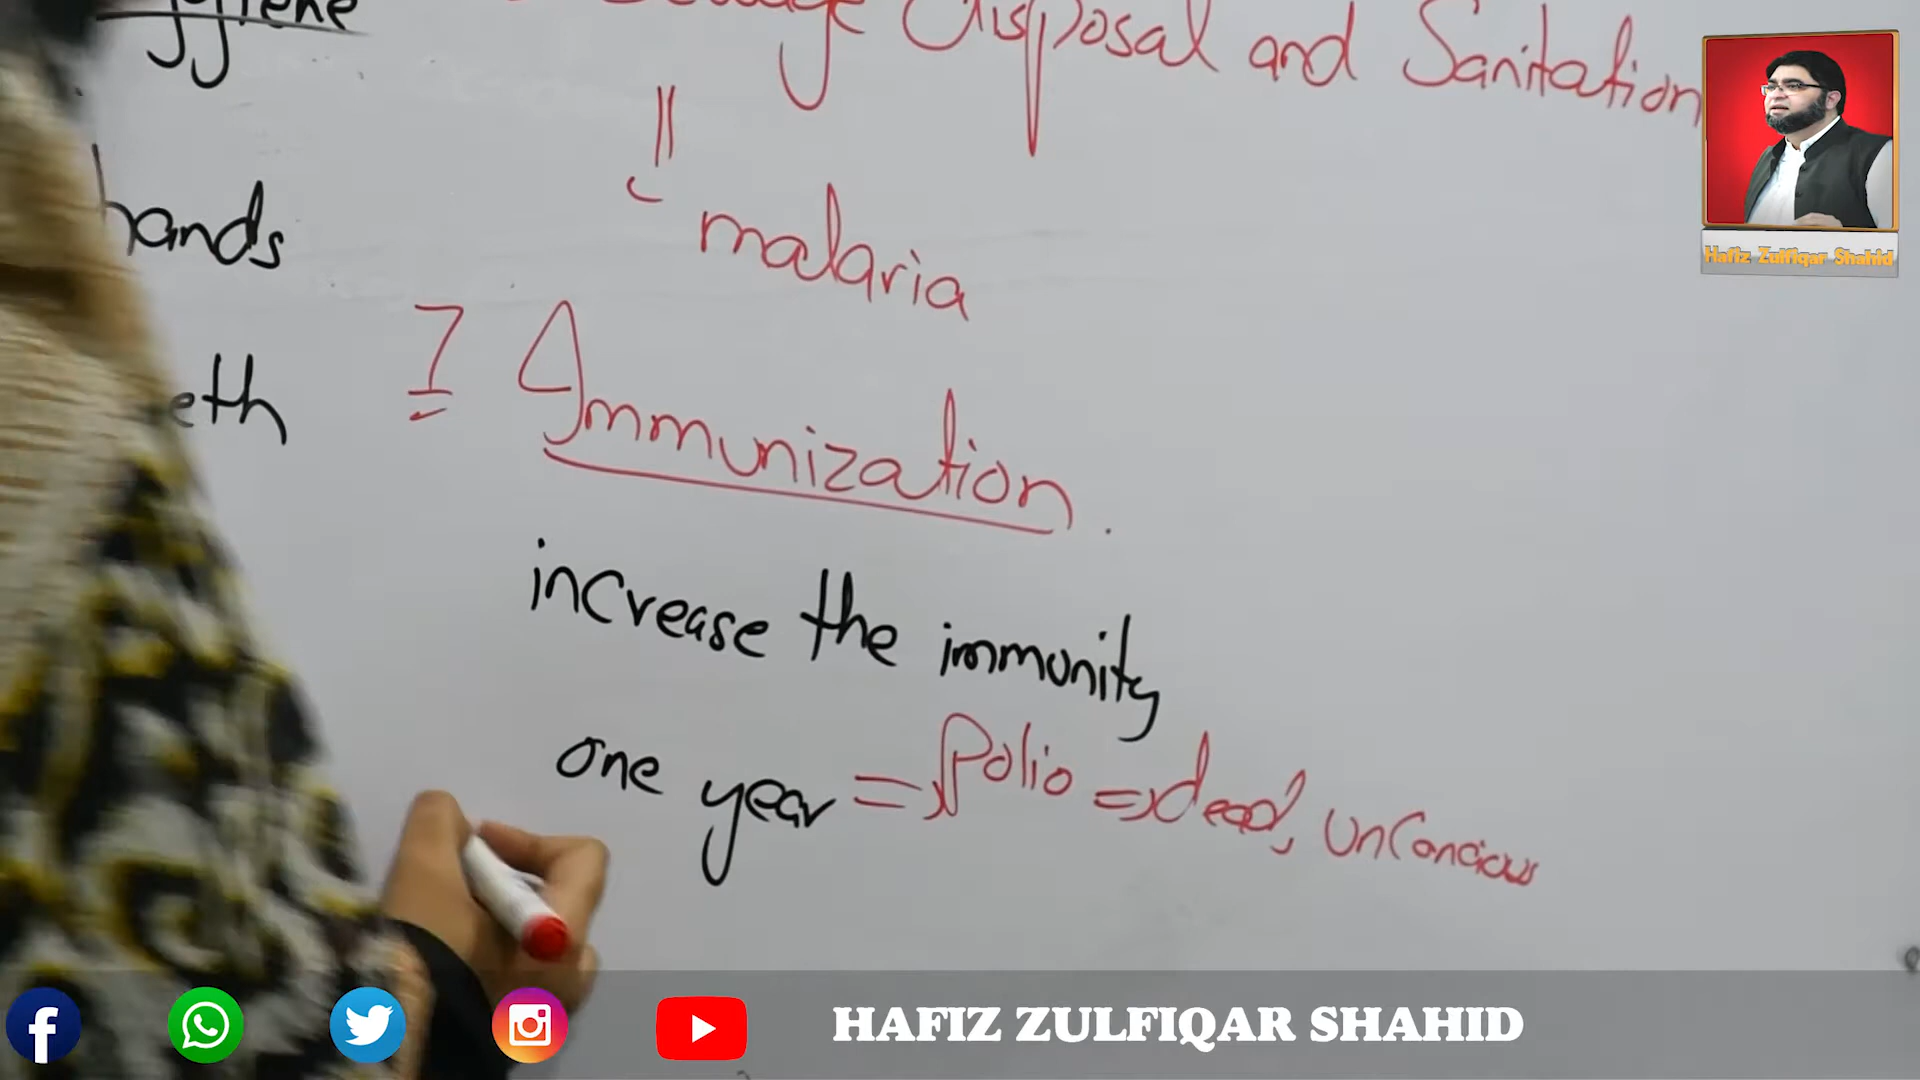 Disposal and Sanitation
malaria
hands
eth
I Immunization.
increase the immunity
one year => Polio => dead, unConcious
Hafiz Zulfiqar Shahid
HAFIZ ZULFIQAR SHAHID